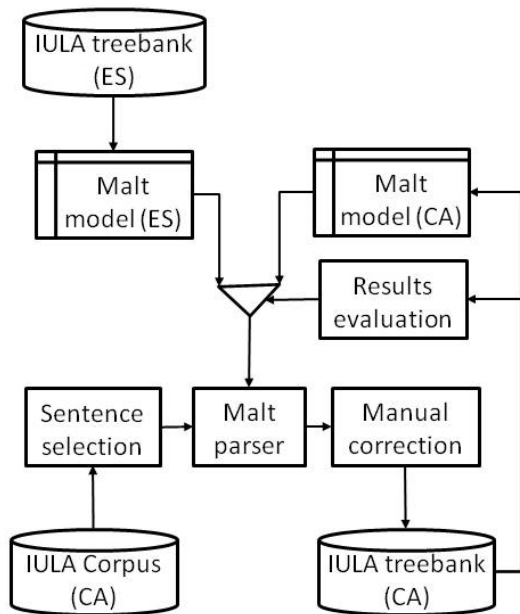 IULA treebank
(ES)
Malt
model (ES)
Malt
model (CA)
Results
evaluation
Sentence
selection
Malt
parser
Manual
correction
IULA Corpus
(CA)
IULA treebank
(CA)